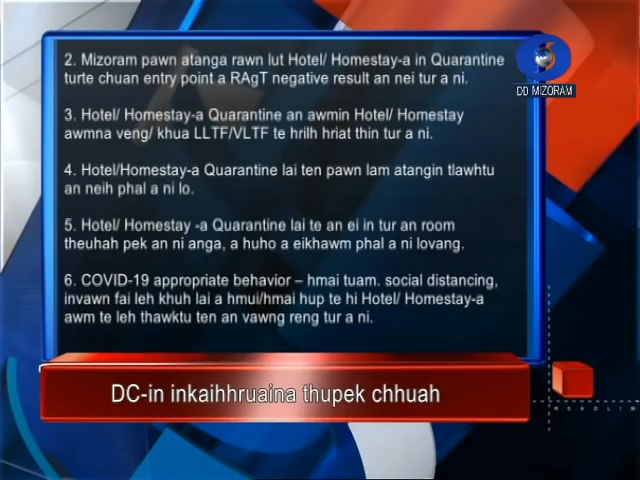 2. Mizoram pawn atanga rawn lut Hotel/ Homestay-a in Quarantine
turte chuan entry point a RAgT negative result an nei tur a ni.
DD MIZORAM
3. Hotel/ Homestay-a Quarantine an awmin Hotel/ Homestay
awmna veng/ khua LLTF/VLTF te hrilh hriat thin tur a ni.
4. Hotel/Homestay-a Quarantine lai ten pawn lam atangin tlawhtu
an neih phal a ni lo.
5. Hotel/ Homestay -a Quarantine lai te an ei in tur an room
theuhah pek an ni anga, a huho a eikhawm phal a ni lovang.
6. COVID-19 appropriate behavior – hmai tuam. social distancing,
invawn fai leh khuh lai a hmui/hmai hup te hi Hotel/ Homestay-a
awm te leh thawktu ten an vawng reng tur a ni.
DC-in inkaihhruaina thupek chhuah
HEADLIN